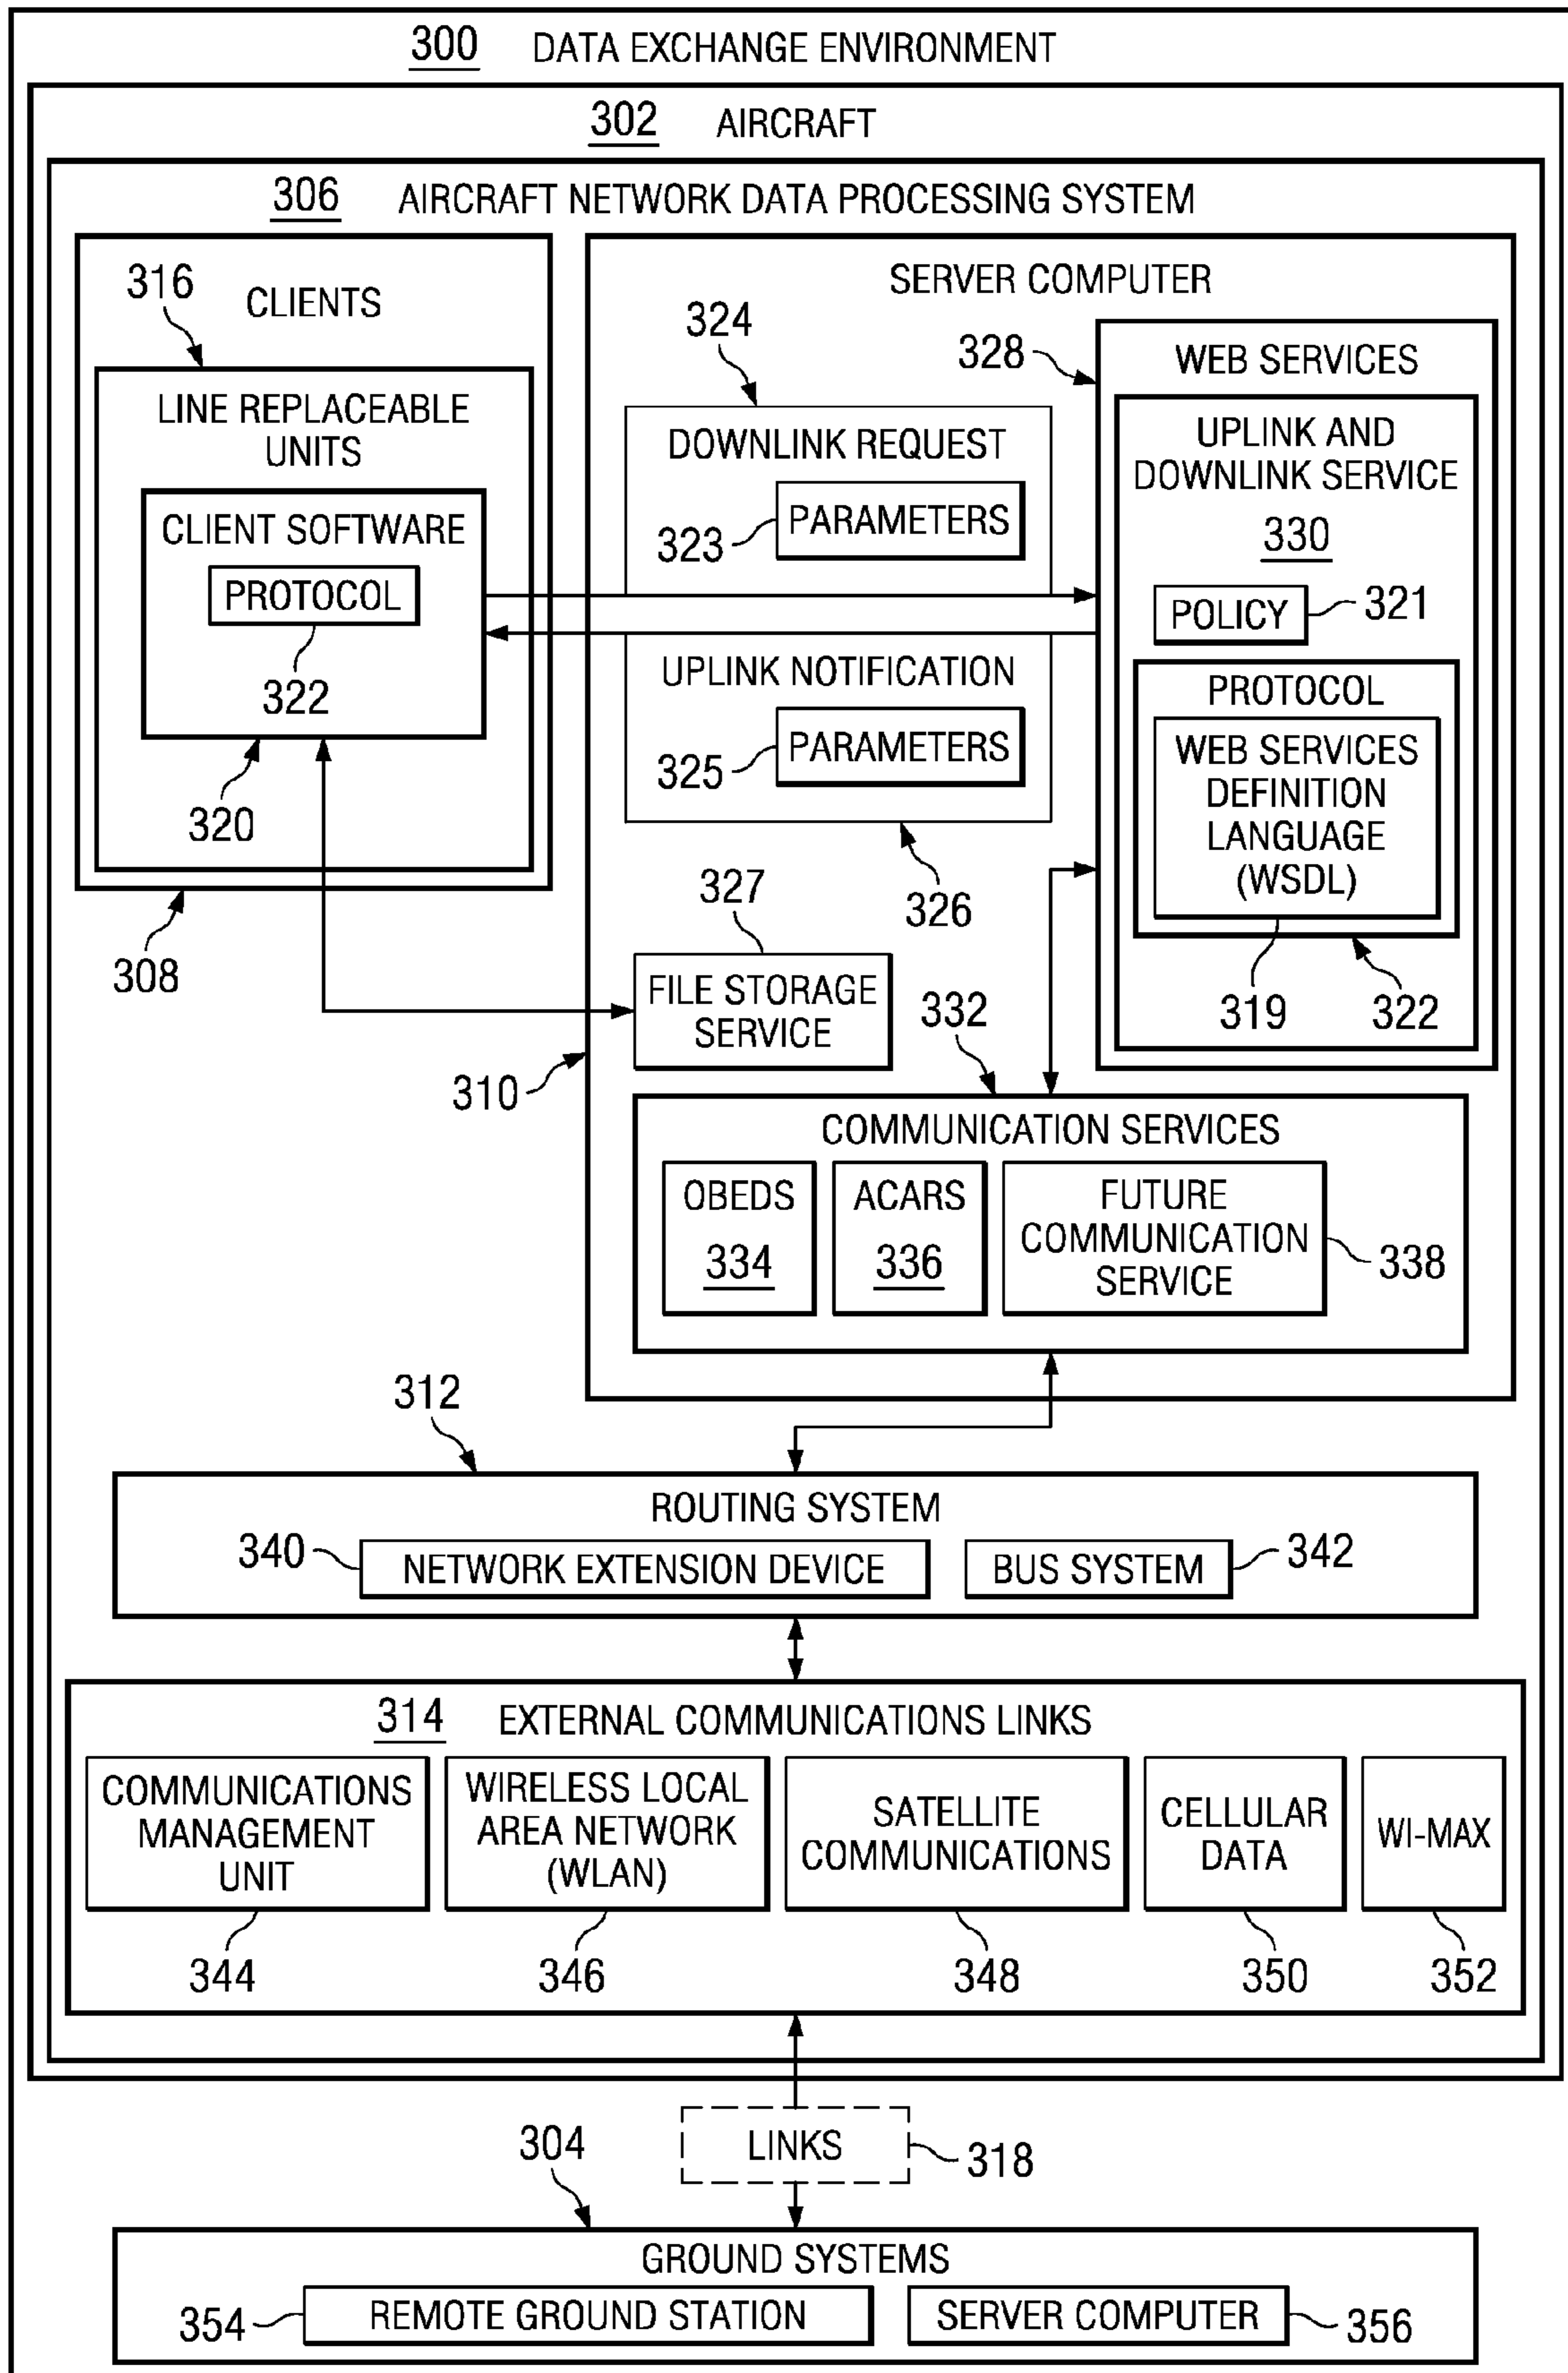 300 DATA EXCHANGE ENVIRONMENT
302 AIRCRAFT
306 AIRCRAFT NETWORK DATA PROCESSING SYSTEM
316
CLIENTS
LINE REPLACEABLE
UNITS
CLIENT SOFTWARE
PROTOCOL
322
320
308
SERVER COMPUTER
324
DOWNLINK REQUEST
323
PARAMETERS
UPLINK NOTIFICATION
325
PARAMETERS
326
327
FILE STORAGE
SERVICE
310
328
WEB SERVICES
UPLINK AND
DOWNLINK SERVICE
330
POLICY
321
PROTOCOL
WEB SERVICES
DEFINITION
LANGUAGE
(WSDL)
319
322
332
COMMUNICATION SERVICES
OBEDS
334
ACARS
336
FUTURE
COMMUNICATION
SERVICE
338
312
ROUTING SYSTEM
340
NETWORK EXTENSION DEVICE
BUS SYSTEM
342
314 EXTERNAL COMMUNICATIONS LINKS
COMMUNICATIONS
MANAGEMENT
UNIT
344
WIRELESS LOCAL
AREA NETWORK
(WLAN)
346
SATELLITE
COMMUNICATIONS
348
CELLULAR
DATA
350
WI-MAX
352
304
LINKS
318
GROUND SYSTEMS
354
REMOTE GROUND STATION
SERVER COMPUTER
356